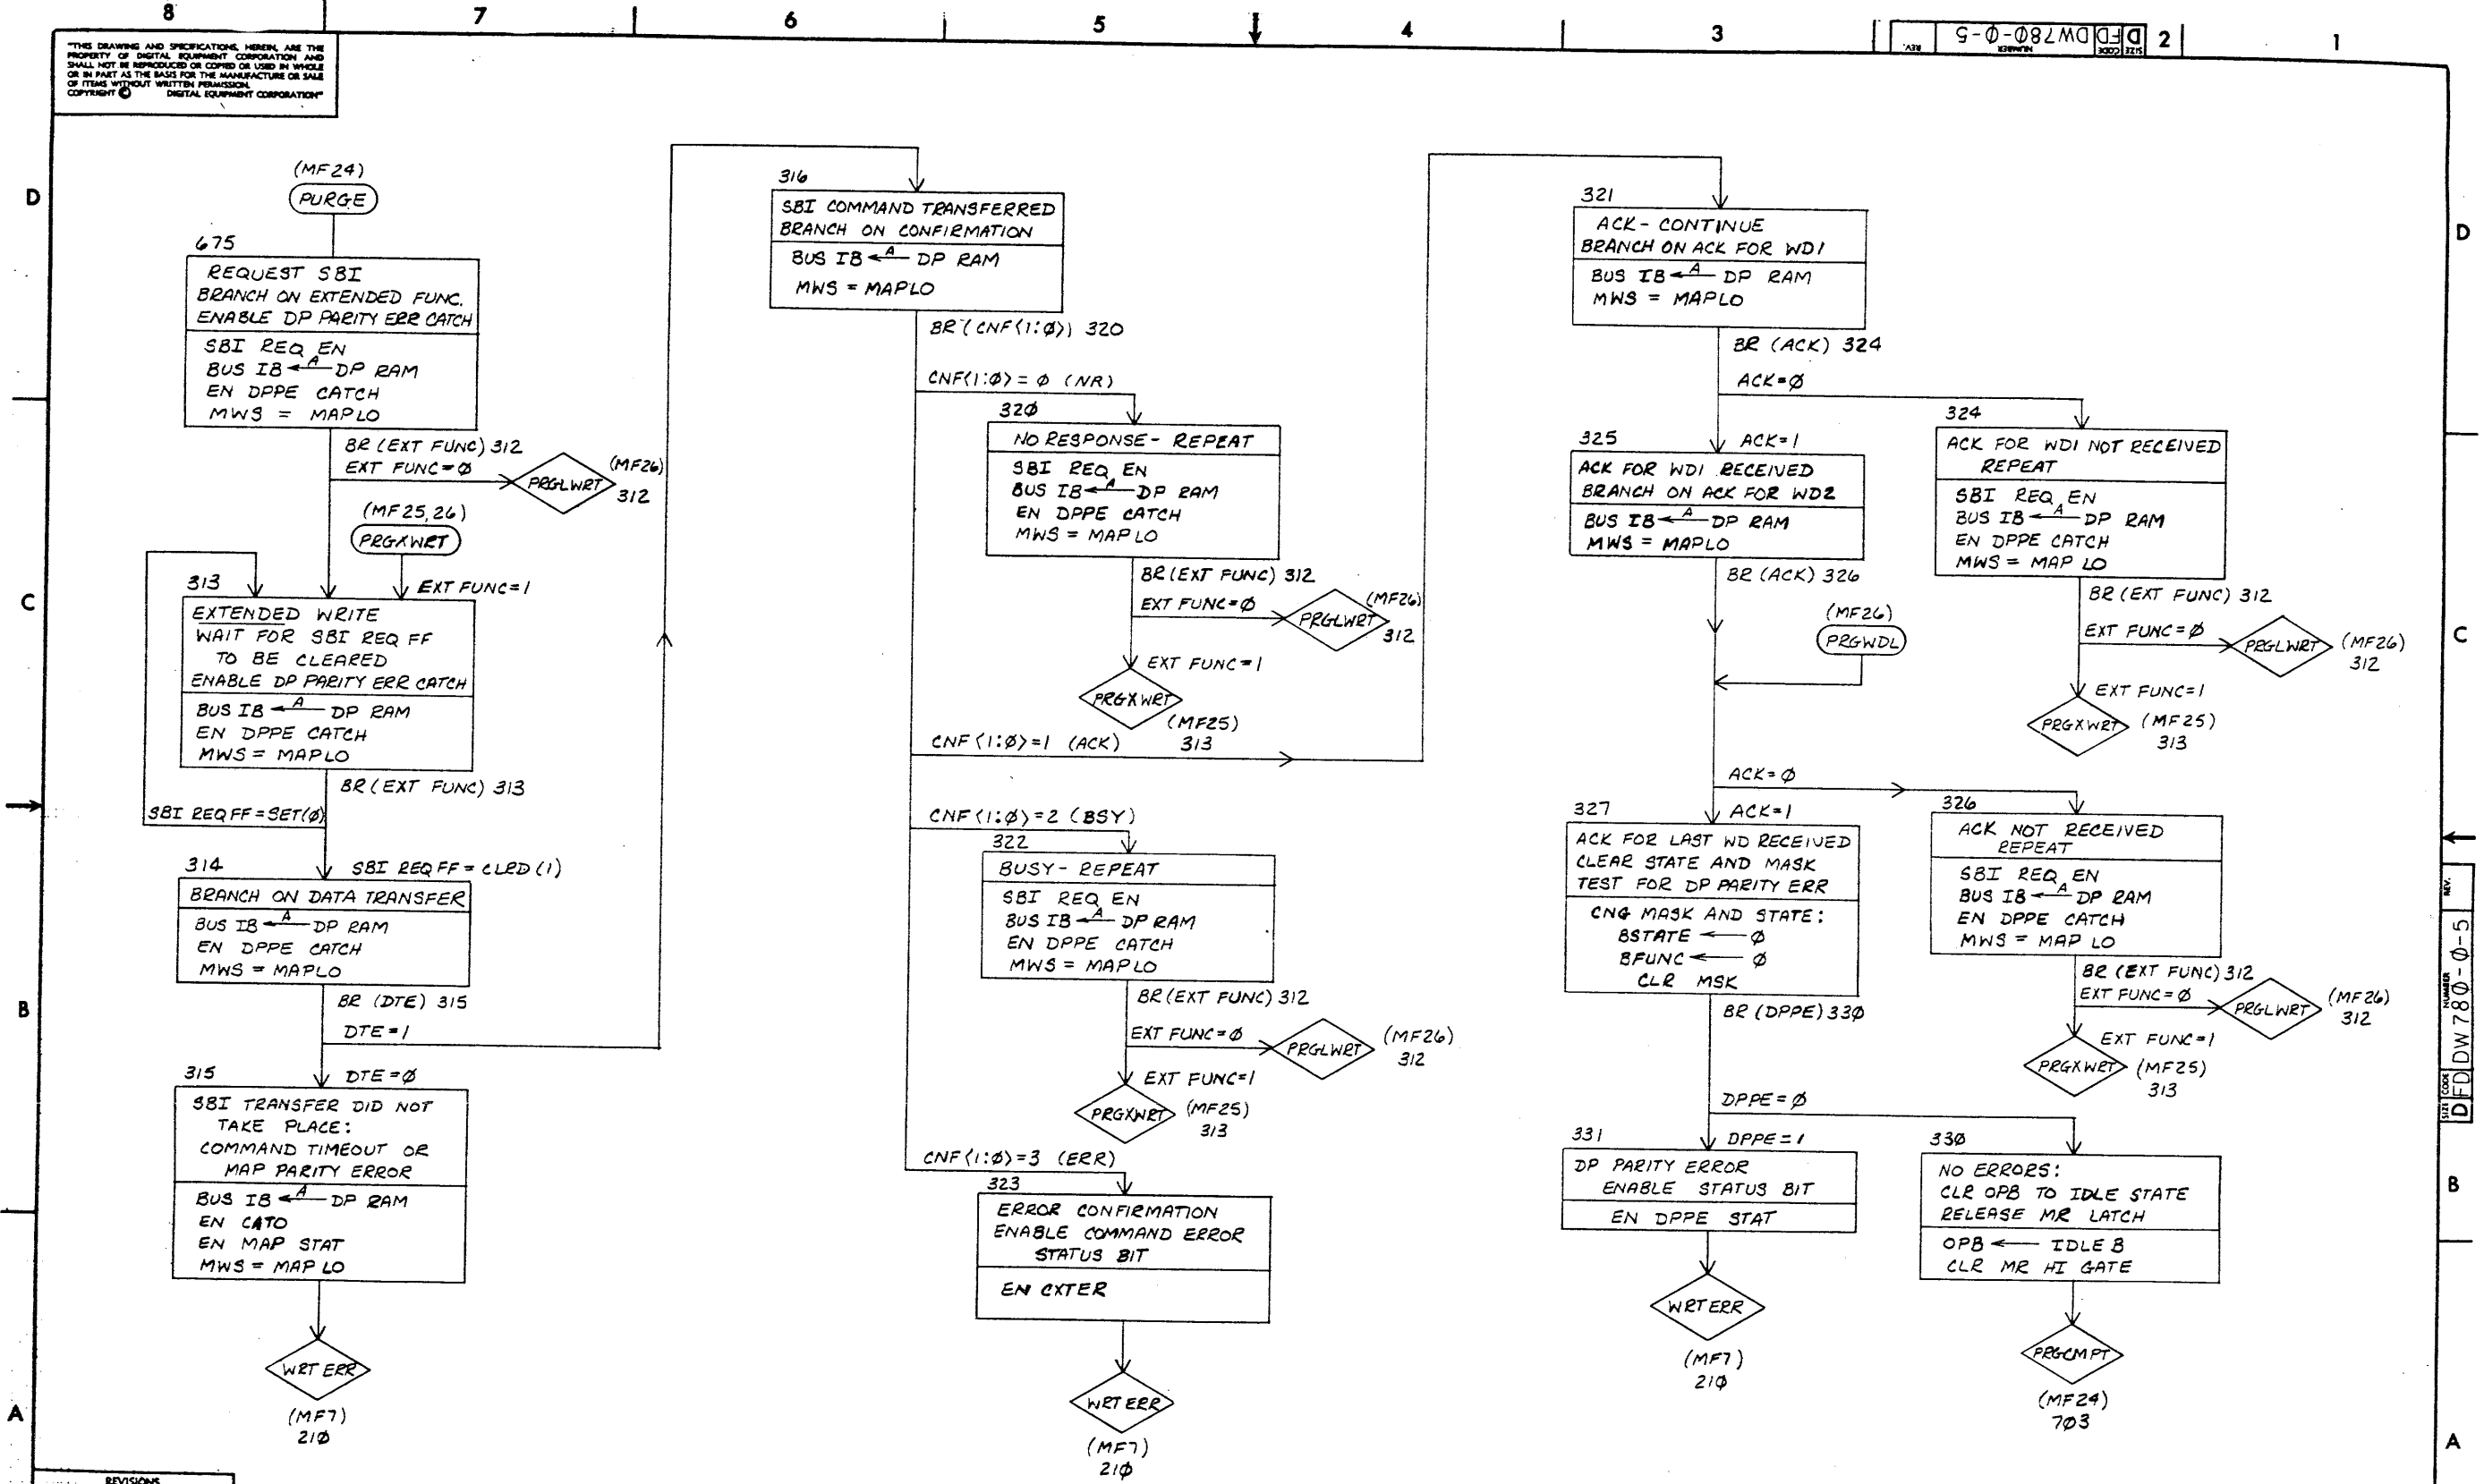 8 7 6 5 4 3 2 1
"THIS DRAWING AND SPECIFICATIONS, HEREIN, ARE THE
PROPERTY OF DIGITAL EQUIPMENT CORPORATION AND
SHALL NOT BE REPRODUCED OR COPIED OR USED IN WHOLE
OR IN PART AS THE BASIS FOR THE MANUFACTURE OR SALE
OF ITEMS WITHOUT WRITTEN PERMISSION.
COPYRIGHT © DIGITAL EQUIPMENT CORPORATION"
SIZE CODE NUMBER REV.
D FD DW780-Ø-5
D
C
B
A
(MF24)
PURGE
675
REQUEST SBI
BRANCH ON EXTENDED FUNC.
ENABLE DP PARITY ERR CATCH
SBI REQ EN
BUS IB ←A— DP RAM
EN DPPE CATCH
MWS = MAPLO
BR (EXT FUNC) 312
EXT FUNC=Ø
PRGLWRT
(MF26)
312
(MF25,26)
PRGXWRT
EXT FUNC=1
313
EXTENDED WRITE
WAIT FOR SBI REQ FF
TO BE CLEARED
ENABLE DP PARITY ERR CATCH
BUS IB ←A— DP RAM
EN DPPE CATCH
MWS = MAPLO
BR (EXT FUNC) 313
SBI REQ FF=SET(Ø)
SBI REQ FF = CLRD (1)
314
BRANCH ON DATA TRANSFER
BUS IB ←A— DP RAM
EN DPPE CATCH
MWS = MAPLO
BR (DTE) 315
DTE=1
DTE=Ø
315
SBI TRANSFER DID NOT
TAKE PLACE:
COMMAND TIMEOUT OR
MAP PARITY ERROR
BUS IB ←A— DP RAM
EN CATO
EN MAP STAT
MWS = MAP LO
WRT ERR
(MF7)
21Ø
316
SBI COMMAND TRANSFERRED
BRANCH ON CONFIRMATION
BUS IB ←A— DP RAM
MWS = MAPLO
BR (CNF<1:Ø>) 320
CNF<1:Ø> = Ø (NR)
32Ø
NO RESPONSE - REPEAT
SBI REQ EN
BUS IB ←A— DP RAM
EN DPPE CATCH
MWS = MAPLO
BR (EXT FUNC) 312
EXT FUNC=Ø
PRGLWRT
(MF26)
312
EXT FUNC=1
PRGXWRT
(MF25)
313
CNF<1:Ø>=1 (ACK)
CNF<1:Ø>=2 (BSY)
322
BUSY - REPEAT
SBI REQ EN
BUS IB ←A— DP RAM
EN DPPE CATCH
MWS = MAPLO
BR (EXT FUNC) 312
EXT FUNC=Ø
PRGLWRT
(MF26)
312
EXT FUNC=1
PRGXWRT
(MF25)
313
CNF<1:Ø>=3 (ERR)
323
ERROR CONFIRMATION
ENABLE COMMAND ERROR
STATUS BIT
EN CXTER
WRT ERR
(MF7)
21Ø
321
ACK - CONTINUE
BRANCH ON ACK FOR WD1
BUS IB ←A— DP RAM
MWS = MAPLO
BR (ACK) 324
ACK=Ø
ACK=1
324
ACK FOR WD1 NOT RECEIVED
REPEAT
SBI REQ EN
BUS IB ←A— DP RAM
EN DPPE CATCH
MWS = MAP LO
BR (EXT FUNC) 312
EXT FUNC=Ø
PRGLWRT
(MF26)
312
EXT FUNC=1
PRGXWRT
(MF25)
313
325
ACK FOR WD1 RECEIVED
BRANCH ON ACK FOR WD2
BUS IB ←A— DP RAM
MWS = MAPLO
BR (ACK) 326
(MF26)
PRGWDL
ACK=Ø
ACK=1
326
ACK NOT RECEIVED
REPEAT
SBI REQ EN
BUS IB ←A— DP RAM
EN DPPE CATCH
MWS = MAP LO
BR (EXT FUNC) 312
EXT FUNC=Ø
PRGLWRT
(MF26)
312
EXT FUNC=1
PRGXWRT
(MF25)
313
327
ACK FOR LAST WD RECEIVED
CLEAR STATE AND MASK
TEST FOR DP PARITY ERR
CNG MASK AND STATE:
BSTATE ← Ø
BFUNC ← Ø
CLR MSK
BR (DPPE) 33Ø
DPPE=Ø
DPPE=1
331
DP PARITY ERROR
ENABLE STATUS BIT
EN DPPE STAT
WRT ERR
(MF7)
21Ø
33Ø
NO ERRORS:
CLR OPB TO IDLE STATE
RELEASE MR LATCH
OPB ← IDLE B
CLR MR HI GATE
PRGCMPT
(MF24)
7Ø3
D
C
B
A
SIZE CODE NUMBER REV.
D FD DW780-Ø-5
REVISIONS